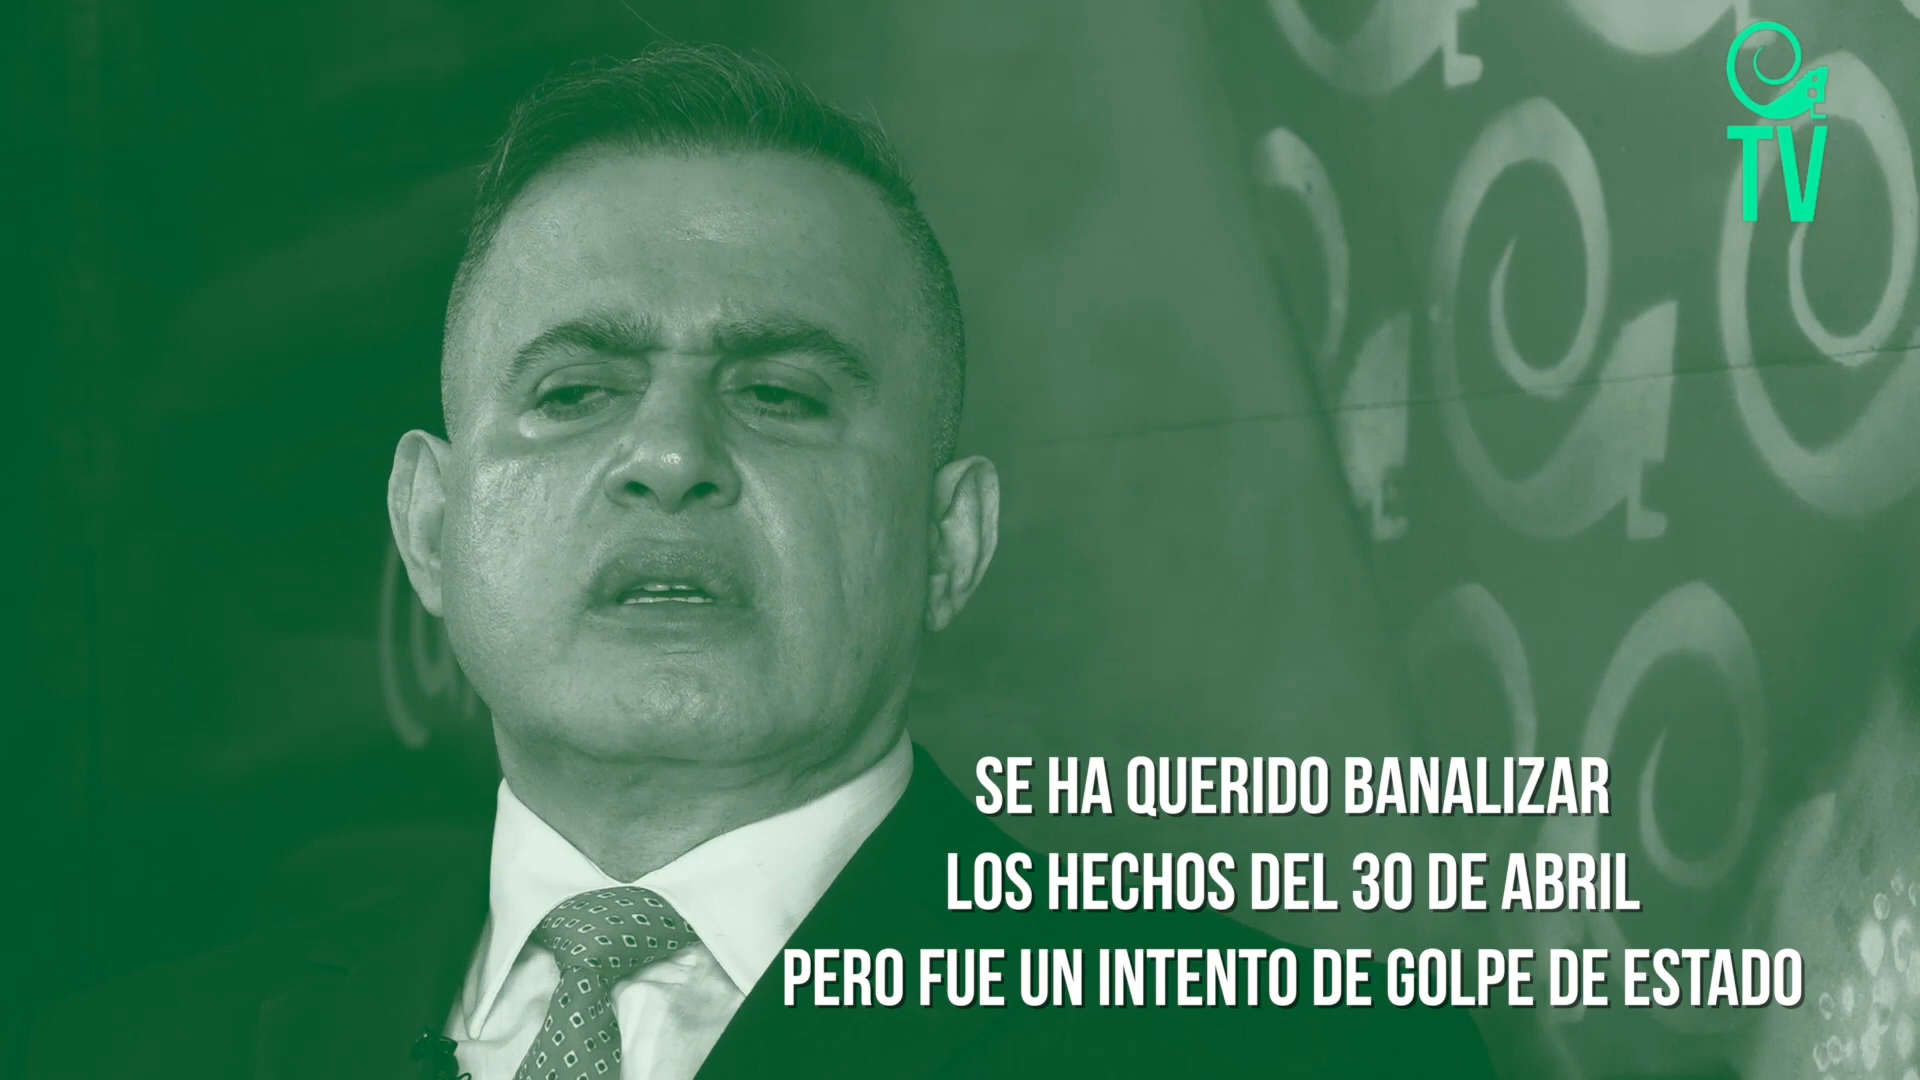 TV
SE HA QUERIDO BANALIZAR
LOS HECHOS DEL 30 DE ABRIL
PERO FUE UN INTENTO DE GOLPE DE ESTADO